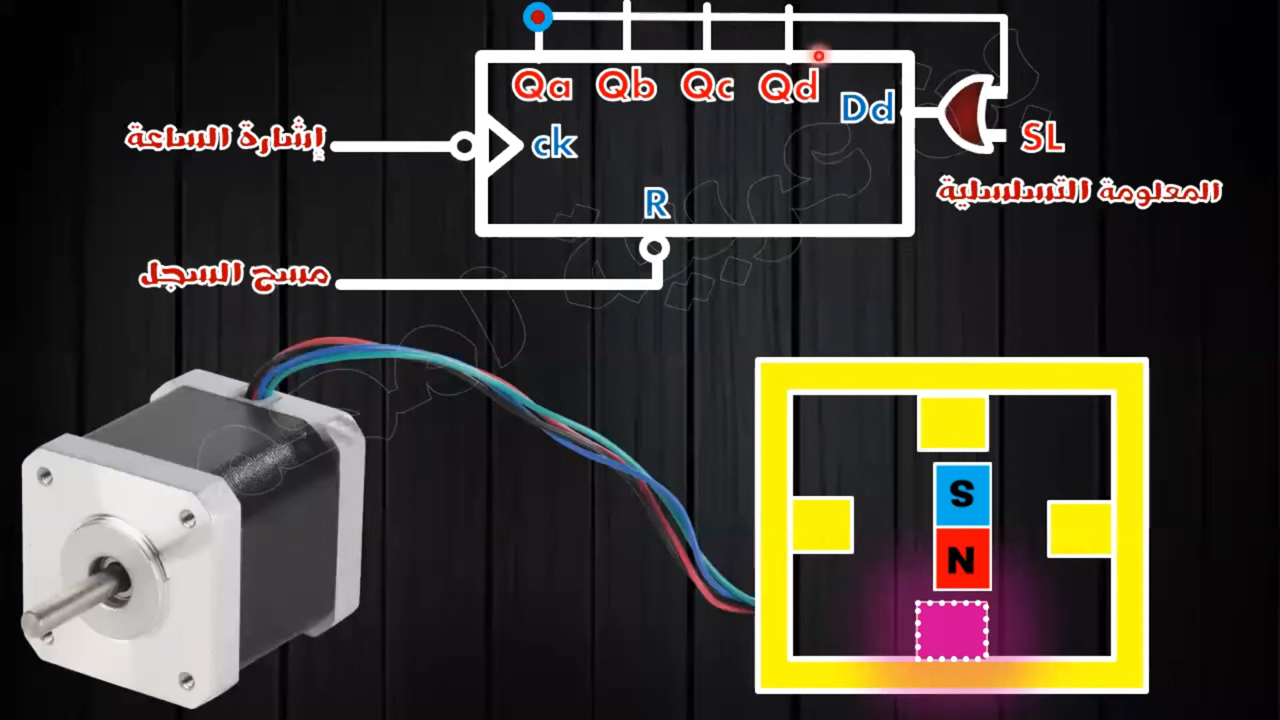 Qa Qb Qc Qd
Dd
إشارة الساعة
ck
SL
المعلومة التسلسلية
R
مسح السجل
S
N